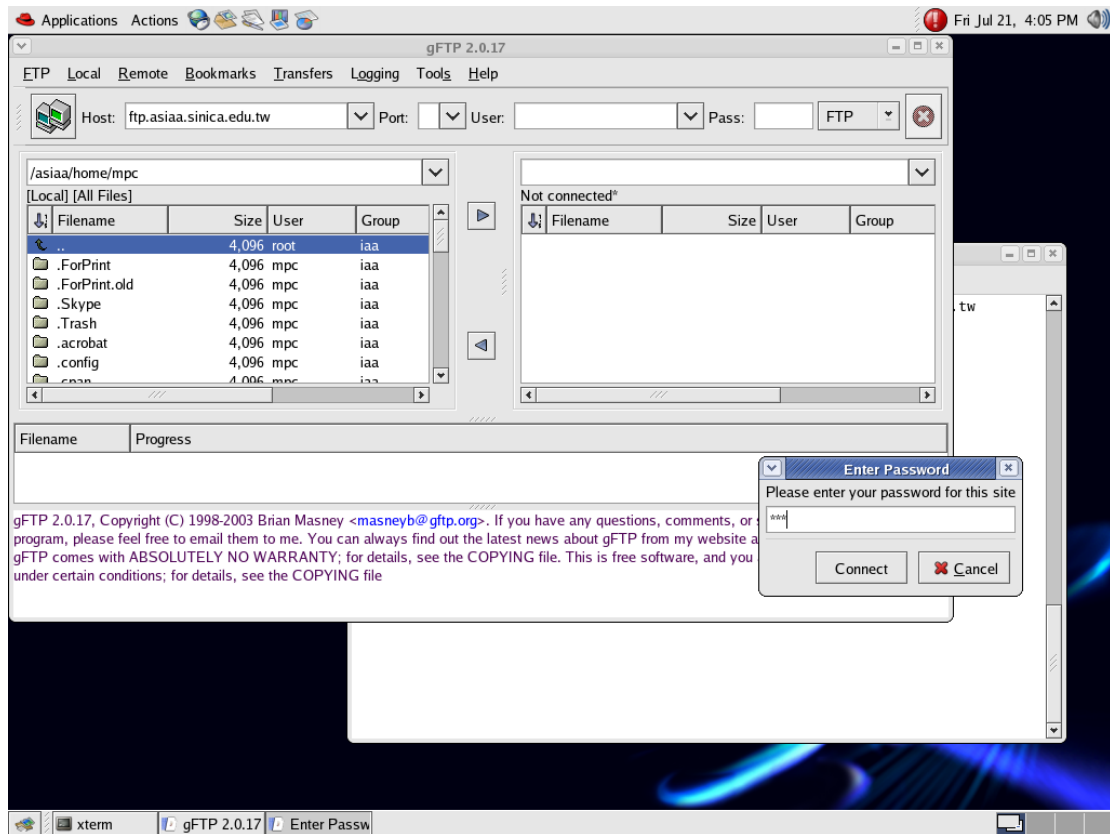 Applications Actions Fri Jul 21, 4:05 PM
gFTP 2.0.17
FTP Local Remote Bookmarks Transfers Logging Tools Help
Host: ftp.asiaa.sinica.edu.tw Port: User: Pass: FTP
/asiaa/home/mpc
[Local] [All Files]
Filename Size User Group
.. 4,096 root iaa
.ForPrint 4,096 mpc iaa
.ForPrint.old 4,096 mpc iaa
.Skype 4,096 mpc iaa
.Trash 4,096 mpc iaa
.acrobat 4,096 mpc iaa
.config 4,096 mpc iaa
.cpan 4,096 mpc iaa
Not connected*
Filename Size User Group
.tw
Filename Progress
gFTP 2.0.17, Copyright (C) 1998-2003 Brian Masney <masneyb@gftp.org>. If you have any questions, comments, or
program, please feel free to email them to me. You can always find out the latest news about gFTP from my website a
gFTP comes with ABSOLUTELY NO WARRANTY; for details, see the COPYING file. This is free software, and you
under certain conditions; for details, see the COPYING file
Enter Password
Please enter your password for this site
***
Connect Cancel
xterm gFTP 2.0.17 Enter Passw